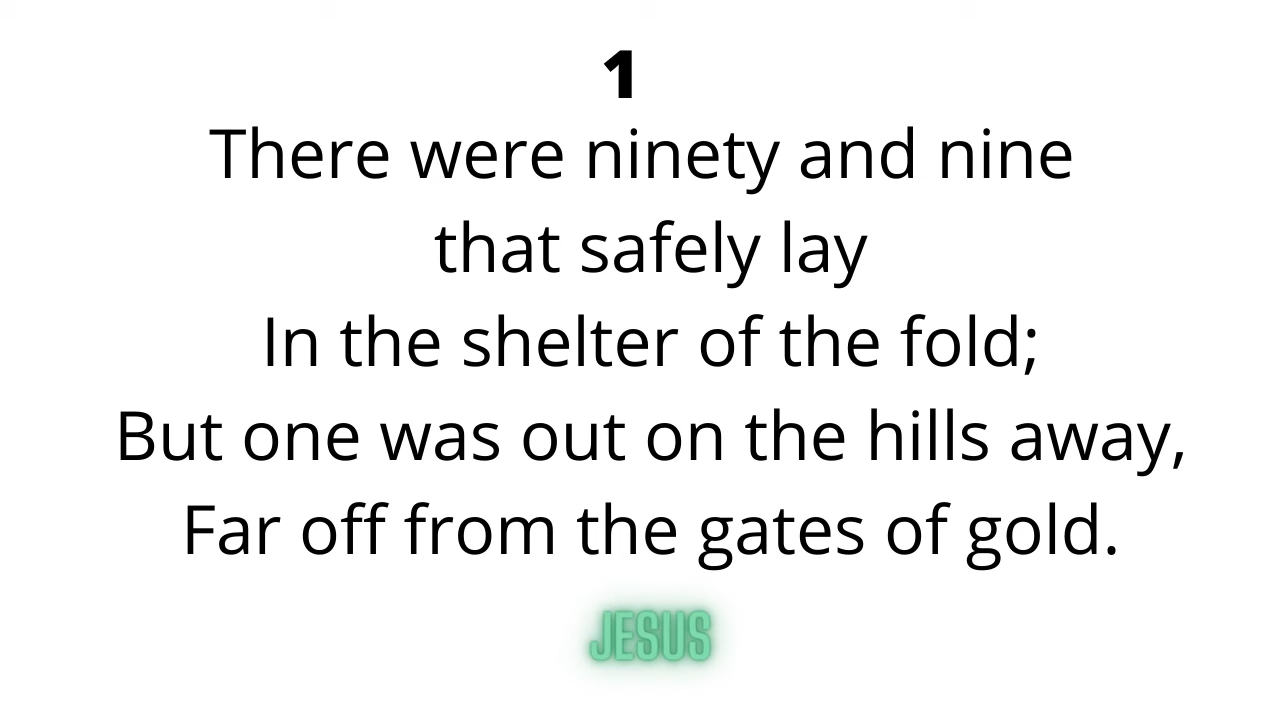 1
There were ninety and nine
that safely lay
In the shelter of the fold;
But one was out on the hills away,
Far off from the gates of gold.
JESUS